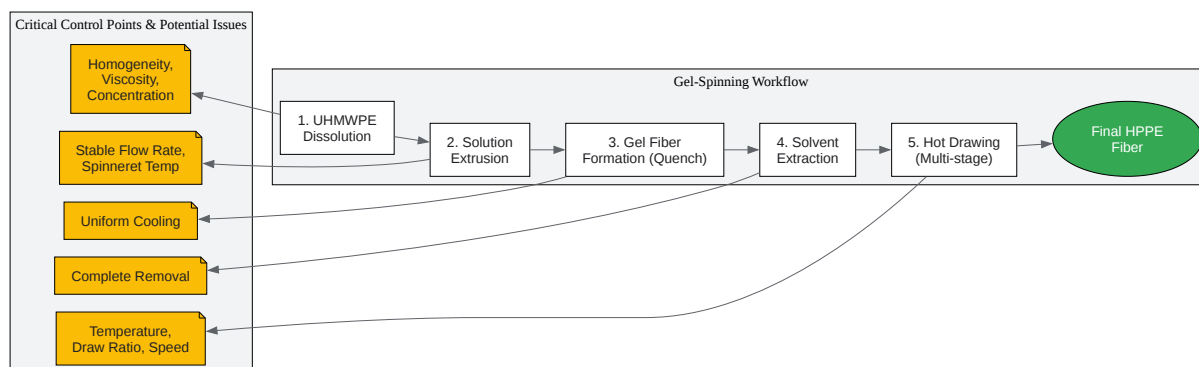 Critical Control Points & Potential Issues
Homogeneity,
Viscosity,
Concentration
Stable Flow Rate,
Spinneret Temp
Uniform Cooling
Complete Removal
Temperature,
Draw Ratio, Speed
Gel-Spinning Workflow
1. UHMWPE
Dissolution
2. Solution
Extrusion
3. Gel Fiber
Formation (Quench)
4. Solvent
Extraction
5. Hot Drawing
(Multi-stage)
Final HPPE
Fiber